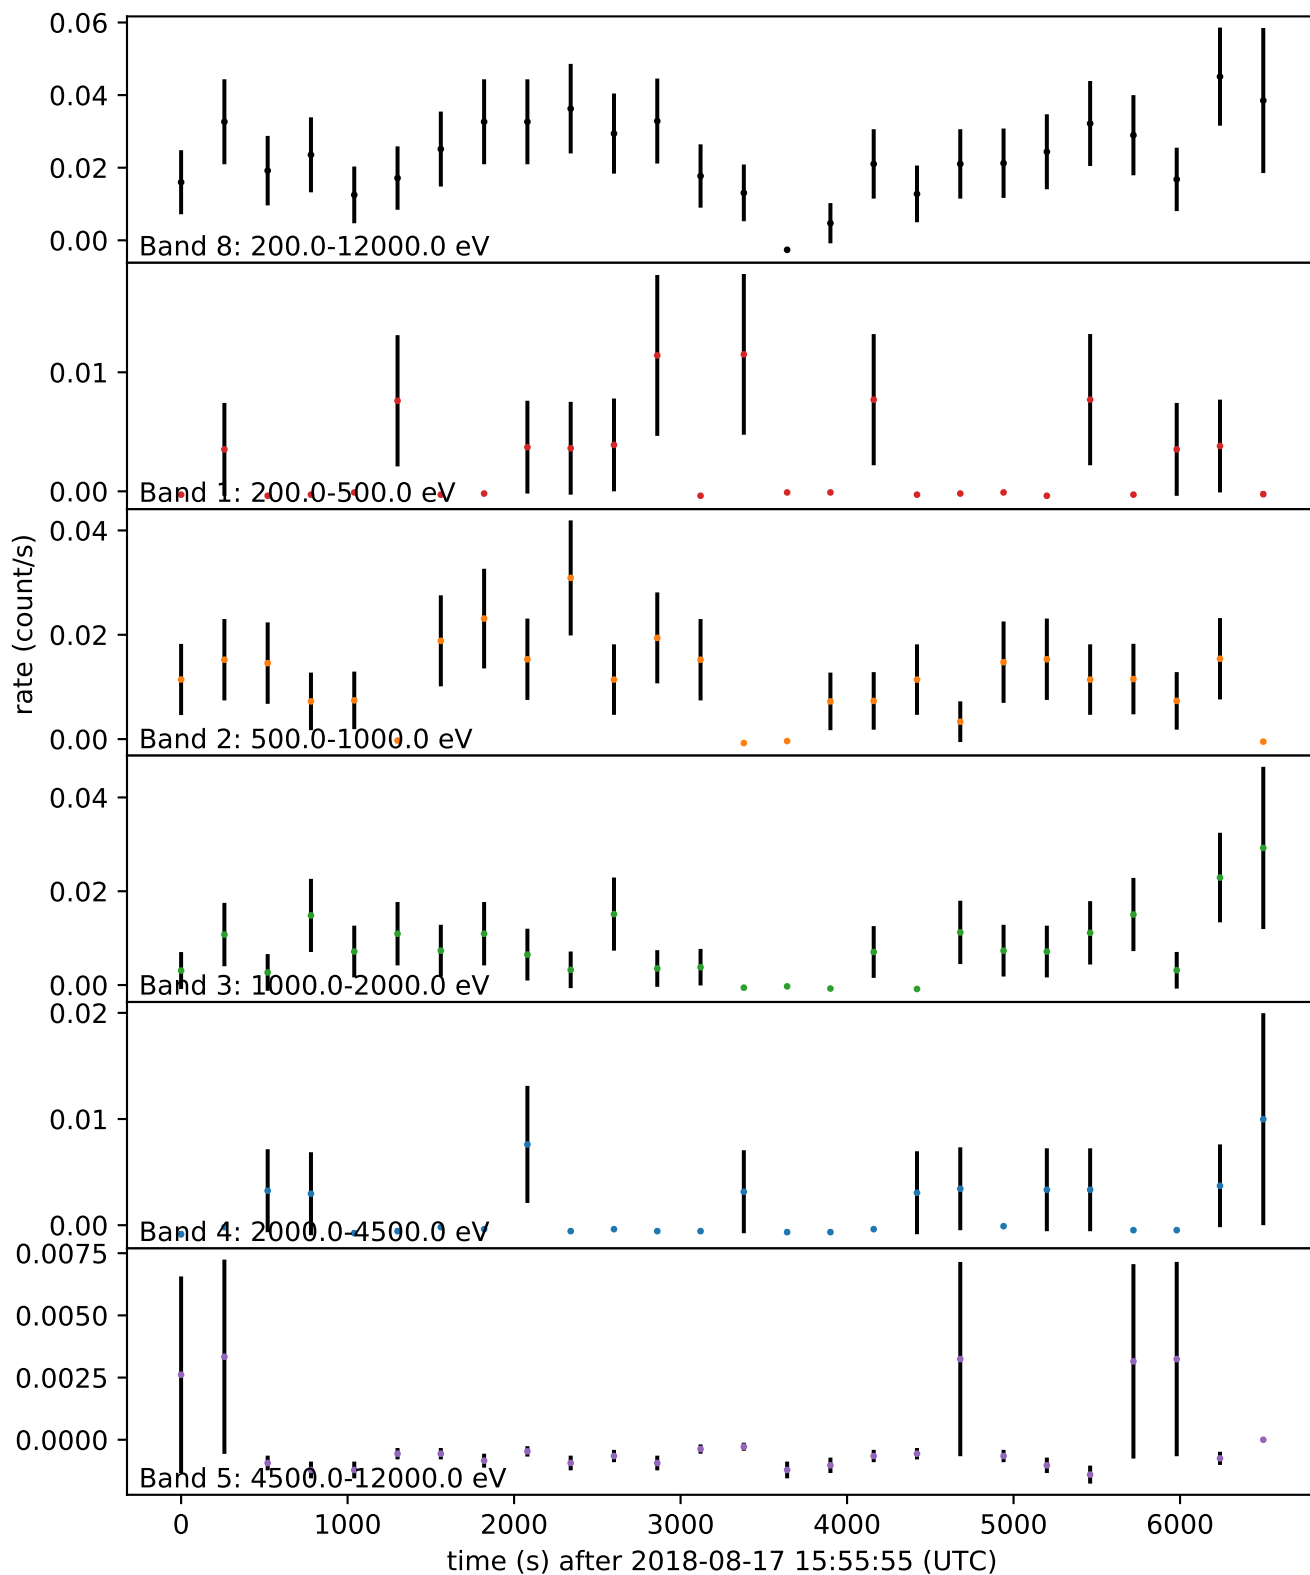 0.06
0.04
0.02
0.00
Band 8: 200.0-12000.0 eV
0.01
0.00
Band 1: 200.0-500.0 eV
rate (count/s)
0.04
0.02
0.00
Band 2: 500.0-1000.0 eV
0.04
0.02
0.00
Band 3: 1000.0-2000.0 eV
0.02
0.01
0.00
Band 4: 2000.0-4500.0 eV
0.0075
0.0050
0.0025
0.0000
Band 5: 4500.0-12000.0 eV
0 1000 2000 3000 4000 5000 6000
time (s) after 2018-08-17 15:55:55 (UTC)